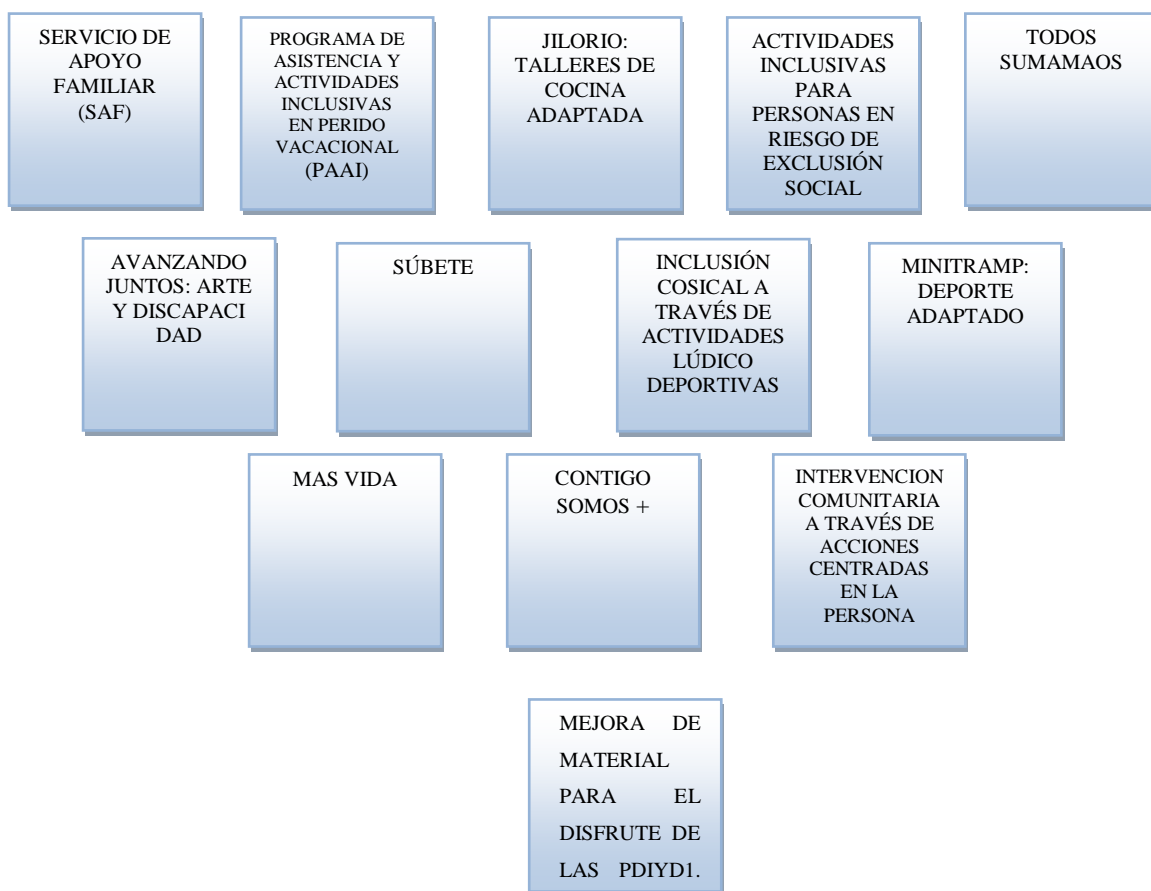 SERVICIO DE
APOYO
FAMILIAR
(SAF)
PROGRAMA DE
ASISTENCIA Y
ACTIVIDADES
INCLUSIVAS
EN PERIDO
VACACIONAL
(PAAI)
JILORIO:
TALLERES DE
COCINA
ADAPTADA
ACTIVIDADES
INCLUSIVAS
PARA
PERSONAS EN
RIESGO DE
EXCLUSIÓN
SOCIAL
TODOS
SUMAMAOS
AVANZANDO
JUNTOS: ARTE
Y DISCAPACI
DAD
SÚBETE
INCLUSIÓN
COSICAL A
TRAVÉS DE
ACTIVIDADES
LÚDICO
DEPORTIVAS
MINITRAMP:
DEPORTE
ADAPTADO
MAS VIDA
CONTIGO
SOMOS +
INTERVENCION
COMUNITARIA
A TRAVÉS DE
ACCIONES
CENTRADAS
EN LA
PERSONA
MEJORA DE
MATERIAL
PARA EL
DISFRUTE DE
LAS PDIYD1.